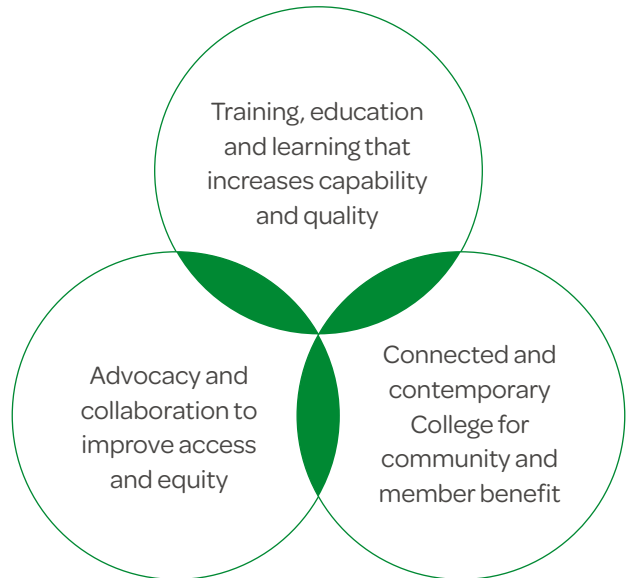 Training, education
and learning that
increases capability
and quality
Advocacy and
collaboration to
improve access
and equity
Connected and
contemporary
College for
community and
member benefit